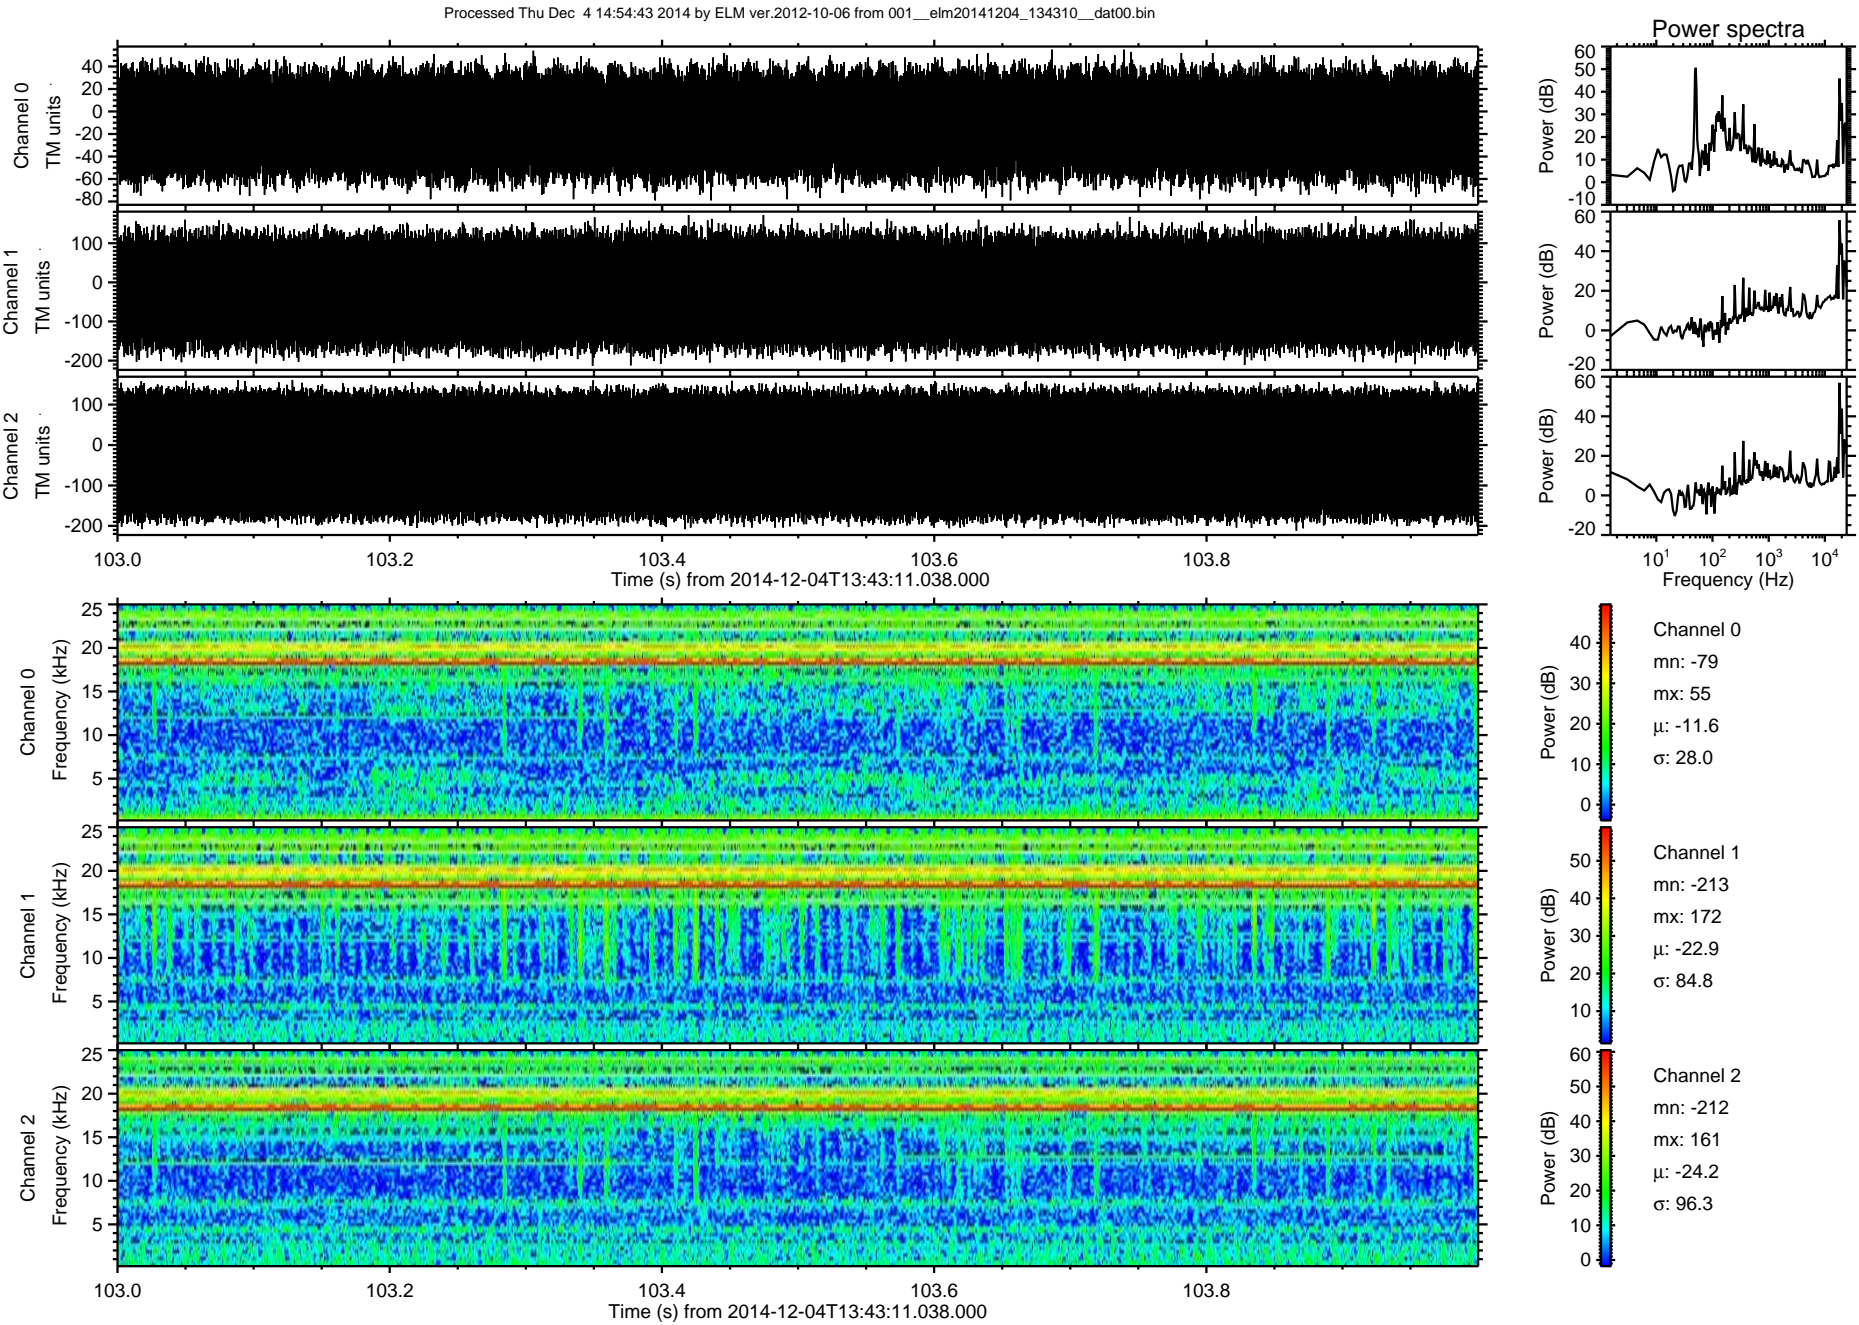 Processed Thu Dec  4 14:54:43 2014 by ELM ver.2012-10-06 from 001__elm20141204_134310__dat00.bin
Power spectra
Channel 0
TM units
40
20
0
-20
-40
-60
-80
Power (dB)
60
50
40
30
20
10
0
-10
Channel 1
TM units
100
0
-100
-200
Power (dB)
60
40
20
0
-20
Channel 2
TM units
100
0
-100
-200
Power (dB)
60
40
20
0
-20
103.0 103.2 103.4 103.6 103.8
Time (s) from 2014-12-04T13:43:11.038.000
10^1 10^2 10^3 10^4
Frequency (Hz)
Channel 0
Frequency (kHz)
25
20
15
10
5
Power (dB)
40
30
20
10
0
Channel 0
mn: -79
mx: 55
μ: -11.6
σ: 28.0
Channel 1
Frequency (kHz)
25
20
15
10
5
Power (dB)
50
40
30
20
10
Channel 1
mn: -213
mx: 172
μ: -22.9
σ: 84.8
Channel 2
Frequency (kHz)
25
20
15
10
5
Power (dB)
60
50
40
30
20
10
0
Channel 2
mn: -212
mx: 161
μ: -24.2
σ: 96.3
103.0 103.2 103.4 103.6 103.8
Time (s) from 2014-12-04T13:43:11.038.000